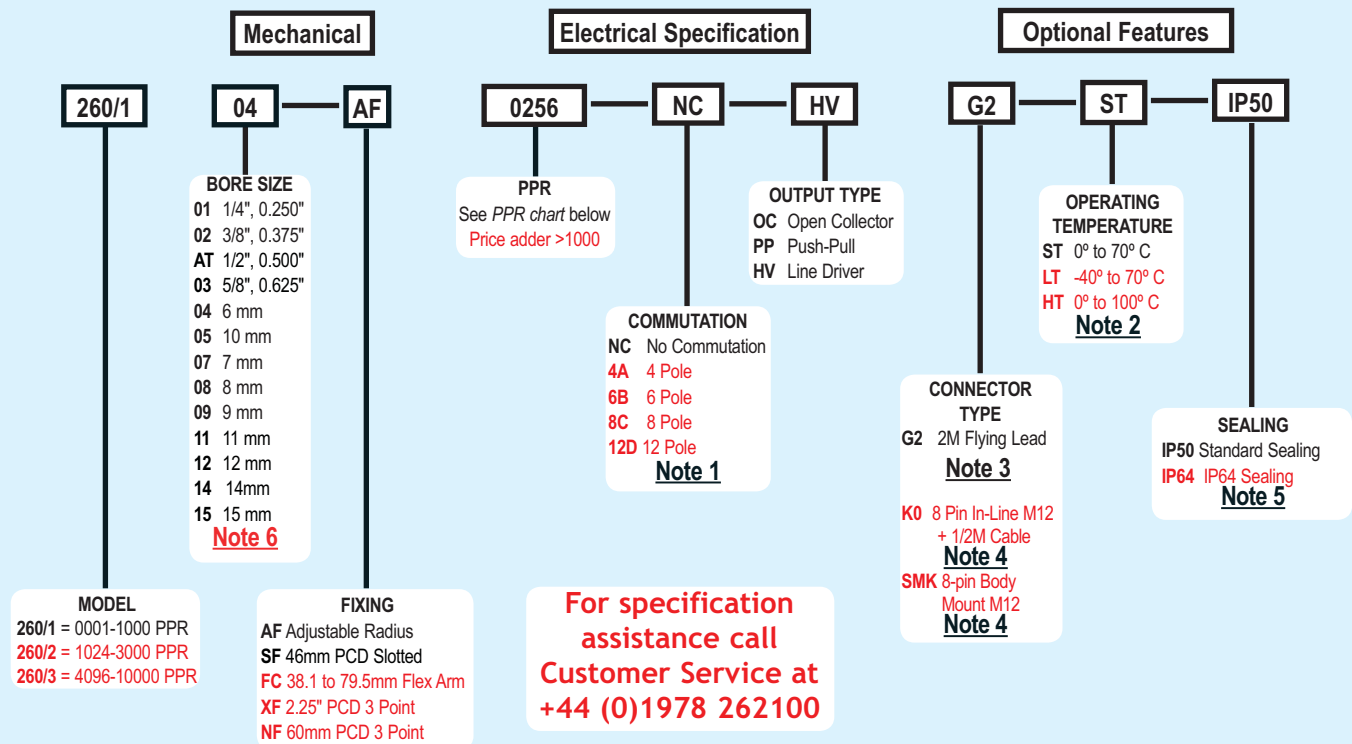 Mechanical
Electrical Specification
Optional Features
260/1
04
AF
0256
NC
HV
G2
ST
IP50
BORE SIZE
01 1/4", 0.250"
02 3/8", 0.375"
AT 1/2", 0.500"
03 5/8", 0.625"
04 6 mm
05 10 mm
07 7 mm
08 8 mm
09 9 mm
11 11 mm
12 12 mm
14 14mm
15 15 mm
Note 6
PPR
See PPR chart below
Price adder >1000
OUTPUT TYPE
OC Open Collector
PP Push-Pull
HV Line Driver
OPERATING
TEMPERATURE
ST 0º to 70º C
LT -40º to 70º C
HT 0º to 100º C
Note 2
COMMUTATION
NC No Commutation
4A 4 Pole
6B 6 Pole
8C 8 Pole
12D 12 Pole
Note 1
CONNECTOR
TYPE
G2 2M Flying Lead
Note 3
K0 8 Pin In-Line M12
+ 1/2M Cable
Note 4
SMK 8-pin Body
Mount M12
Note 4
SEALING
IP50 Standard Sealing
IP64 IP64 Sealing
Note 5
MODEL
260/1 = 0001-1000 PPR
260/2 = 1024-3000 PPR
260/3 = 4096-10000 PPR
FIXING
AF Adjustable Radius
SF 46mm PCD Slotted
FC 38.1 to 79.5mm Flex Arm
XF 2.25" PCD 3 Point
NF 60mm PCD 3 Point
For specification
assistance call
Customer Service at
+44 (0)1978 262100